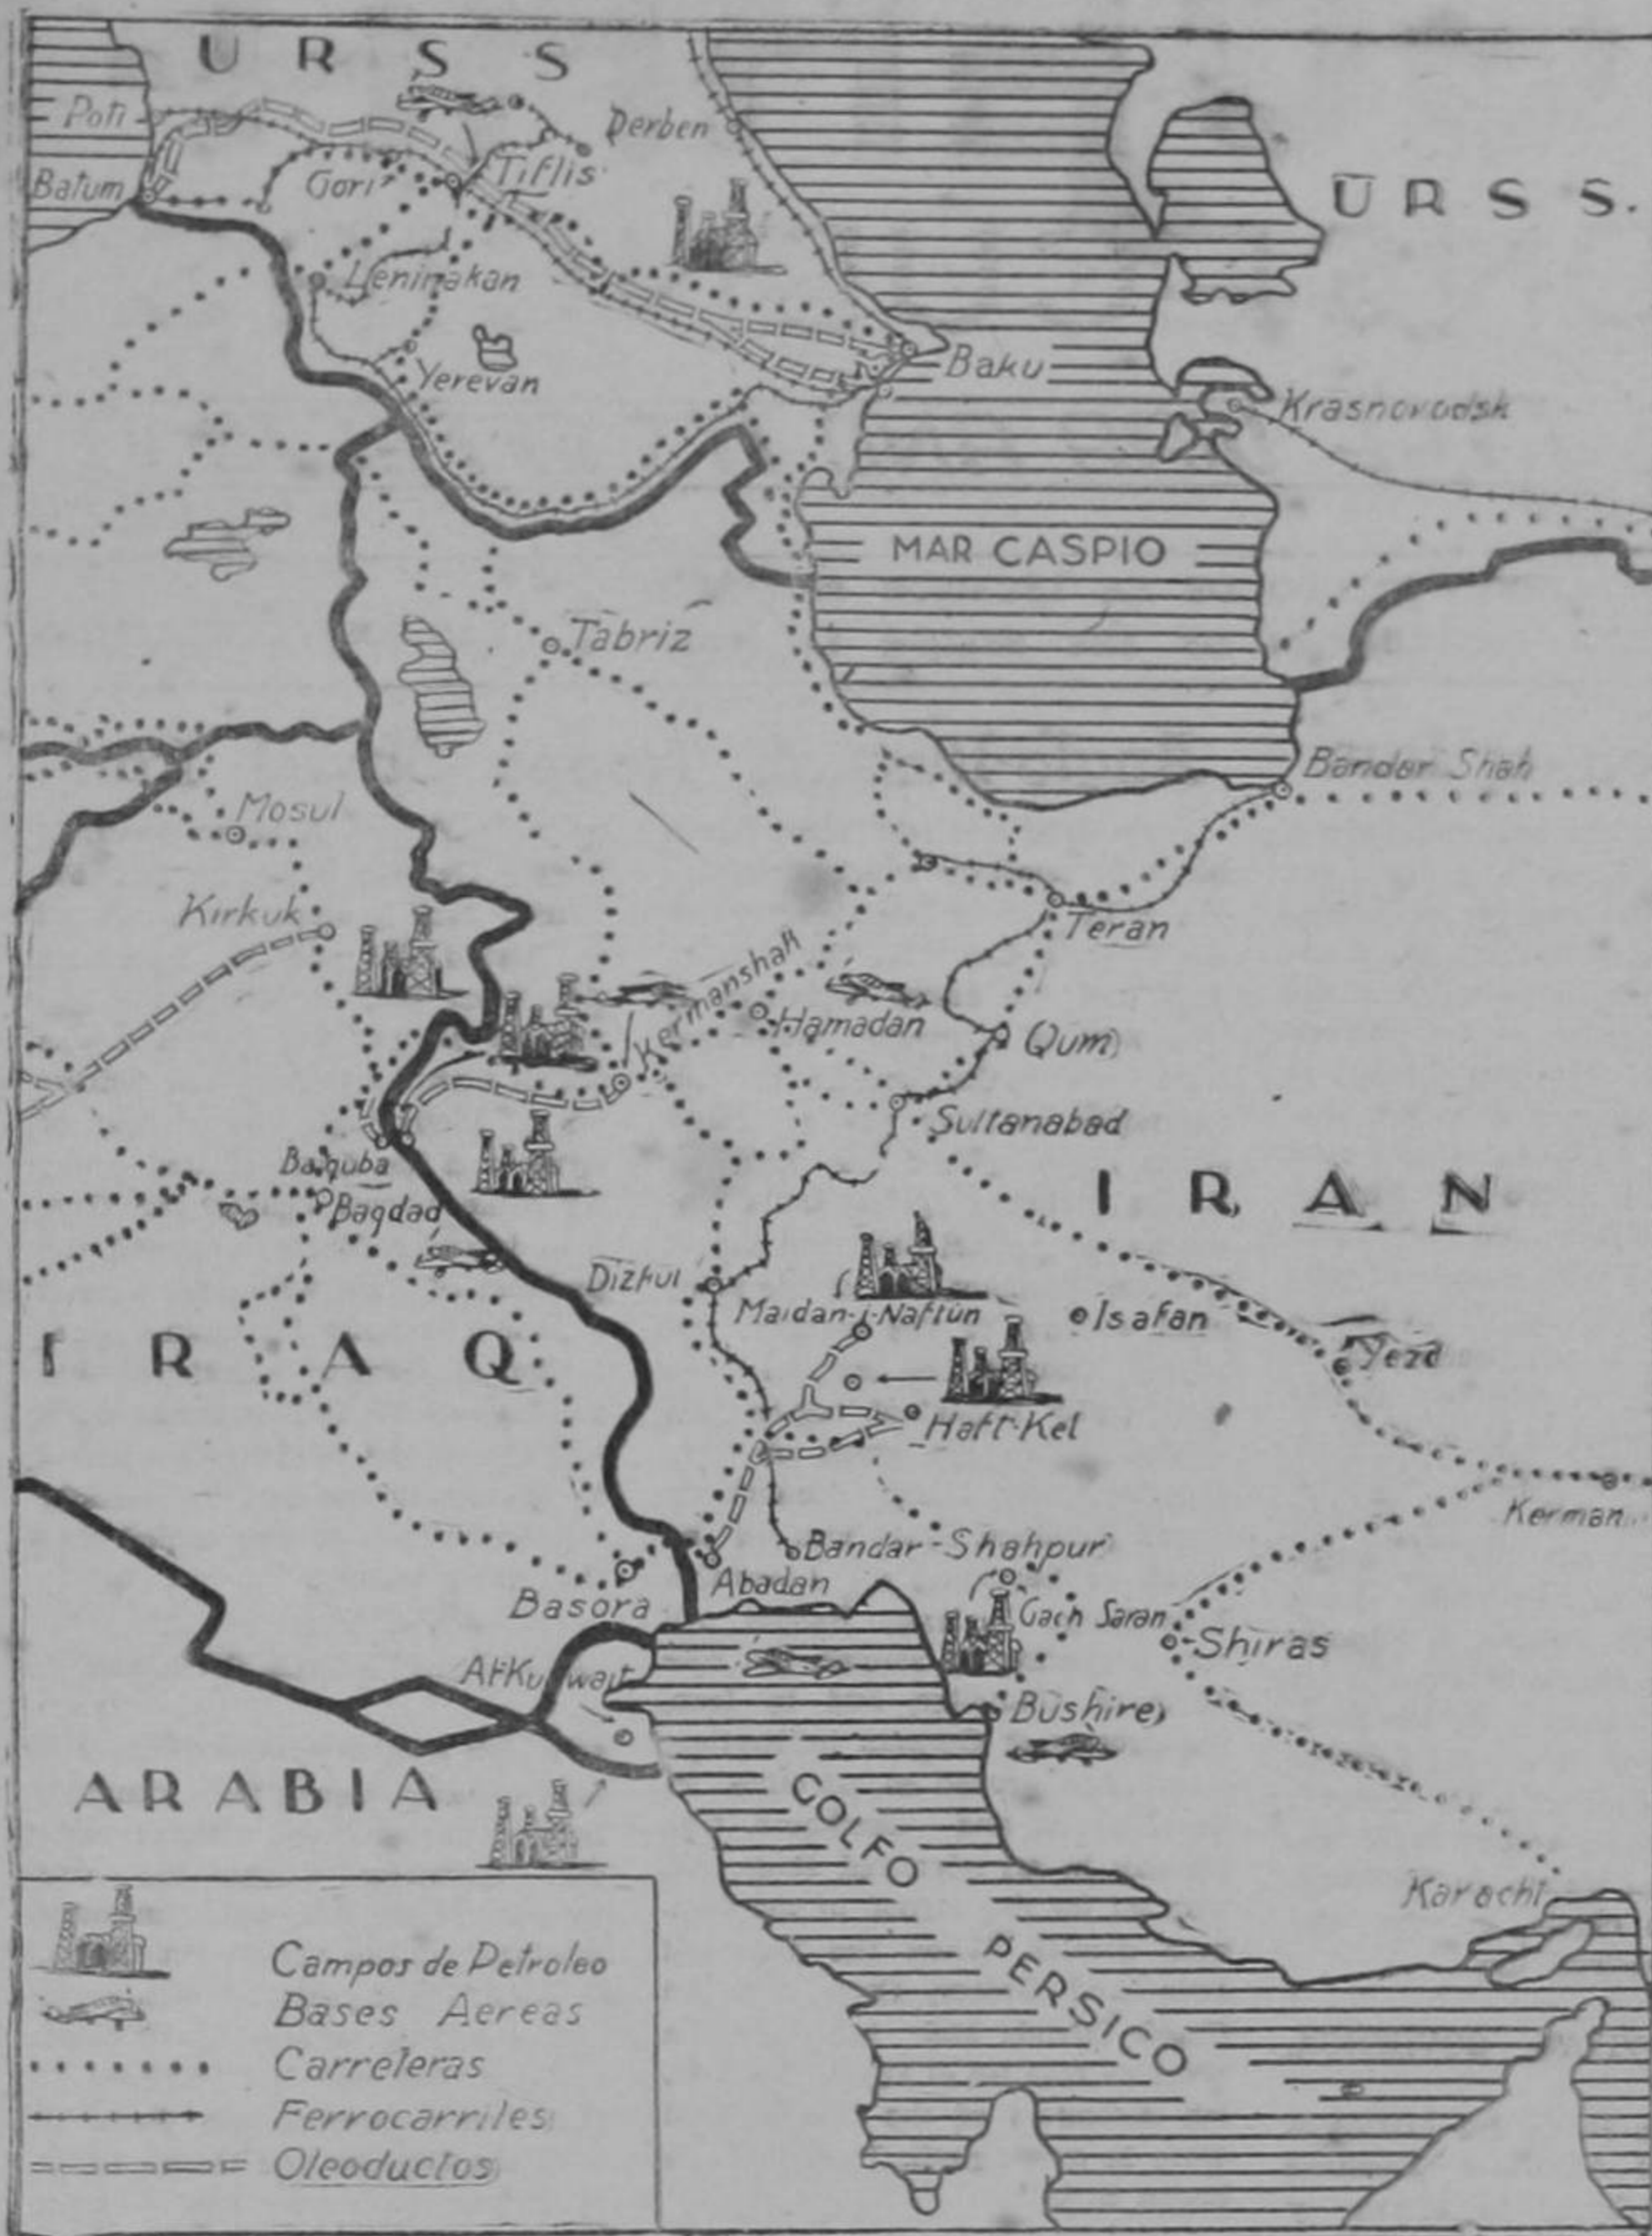 URSS
Poti
Derben
Batum
Gori
Tiflis
URSS.
Leninakan
Baku
Yerevan
Krasnovodsk
MAR CASPIO
Tabriz
Bandar Shah
Mosul
Kirkuk
Teran
Kermanshah
Hamadan
Qum
Sultanabad
Baquba
Bagdad
IRAN
Dizful
Maidan-i-Naftun
Isafan
IRAQ
Yezd
Haft-Kel
Kerman
Bandar-Shahpur
Abadan
Basora
Gach Saran
Shiras
Al-Kuwait
Bushire
ARABIA
GOLFO
PERSICO
Karachi
Campos de Petroleo
Bases Aereas
Carreteras
Ferrocarriles
Oleoductos